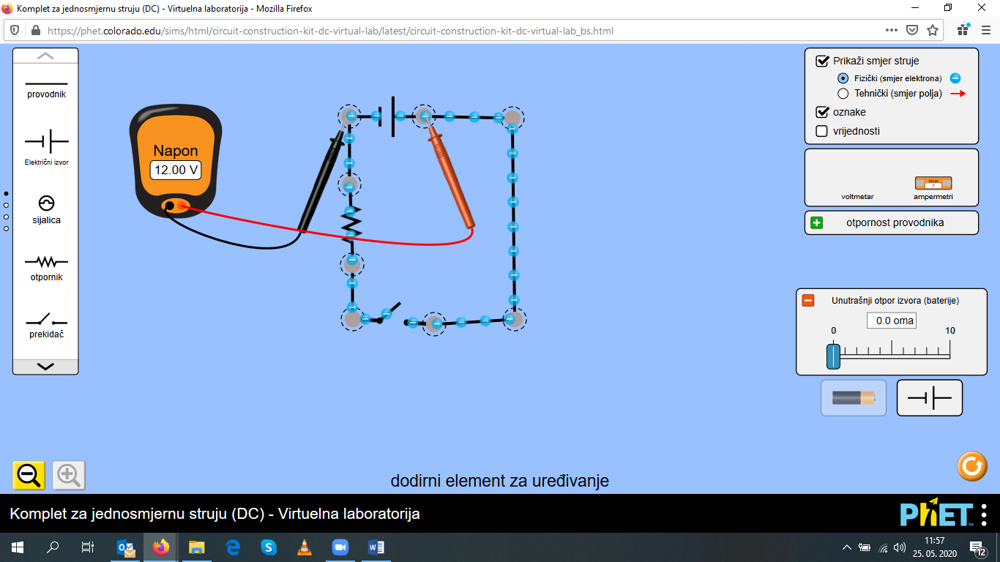 Komplet za jednosmjernu struju (DC) - Virtuelna laboratorija - Mozilla Firefox
https://phet.colorado.edu/sims/html/circuit-construction-kit-dc-virtual-lab/latest/circuit-construction-kit-dc-virtual-lab_bs.html
provodnik
Električni izvor
sijalica
otpornik
prekidač
Napon
12.00 V
Prikaži smjer struje
Fizički (smjer elektrona)
Tehnički (smjer polja)
oznake
vrijednosti
Struja
?
voltmetar
ampermetri
otpornost provodnika
Unutrašnji otpor izvora (baterije)
0.0 oma
0
10
dodirni element za uređivanje
Komplet za jednosmjernu struju (DC) - Virtuelna laboratorija
PhET
11:57
25. 05. 2020
12